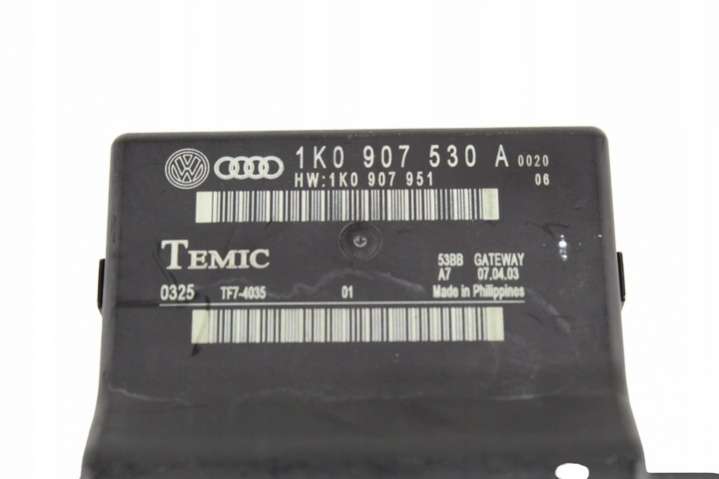 1K0 907 530 A 0020
HW:1K0 907 951 06
TEMIC 53BB GATEWAY
A7 07.04.03
0325 TF7-4035 01 Made in Philippines